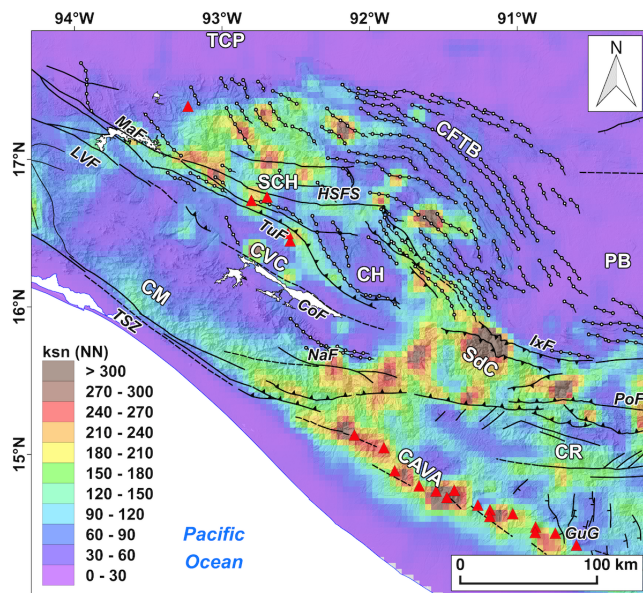 93°W
92°W
91°W
TCP
N
MaF
CFTB
17°N
LVF
SCH
HSFS
TuF
CVC
CH
PB
16°N
CM
CoF
TSZ
IxF
NaF
SdC
ksn (NN)
> 300
270 - 300
240 - 270
210 - 240
180 - 210
150 - 180
120 - 150
90 - 120
60 - 90
30 - 60
0 - 30
PoF
15°N
CAVA
CR
GuG
Pacific
Ocean
0
100 km